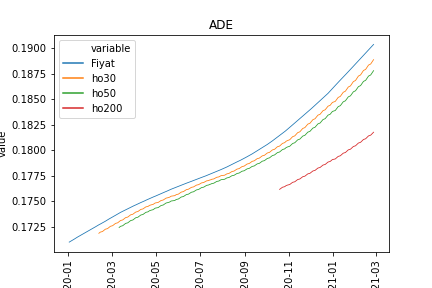 ADE
variable
Fiyat
ho30
ho50
ho200
0.1900
0.1875
0.1850
0.1825
0.1800
0.1775
0.1750
0.1725
value
20-01
20-03
20-05
20-07
20-09
20-11
21-01
21-03